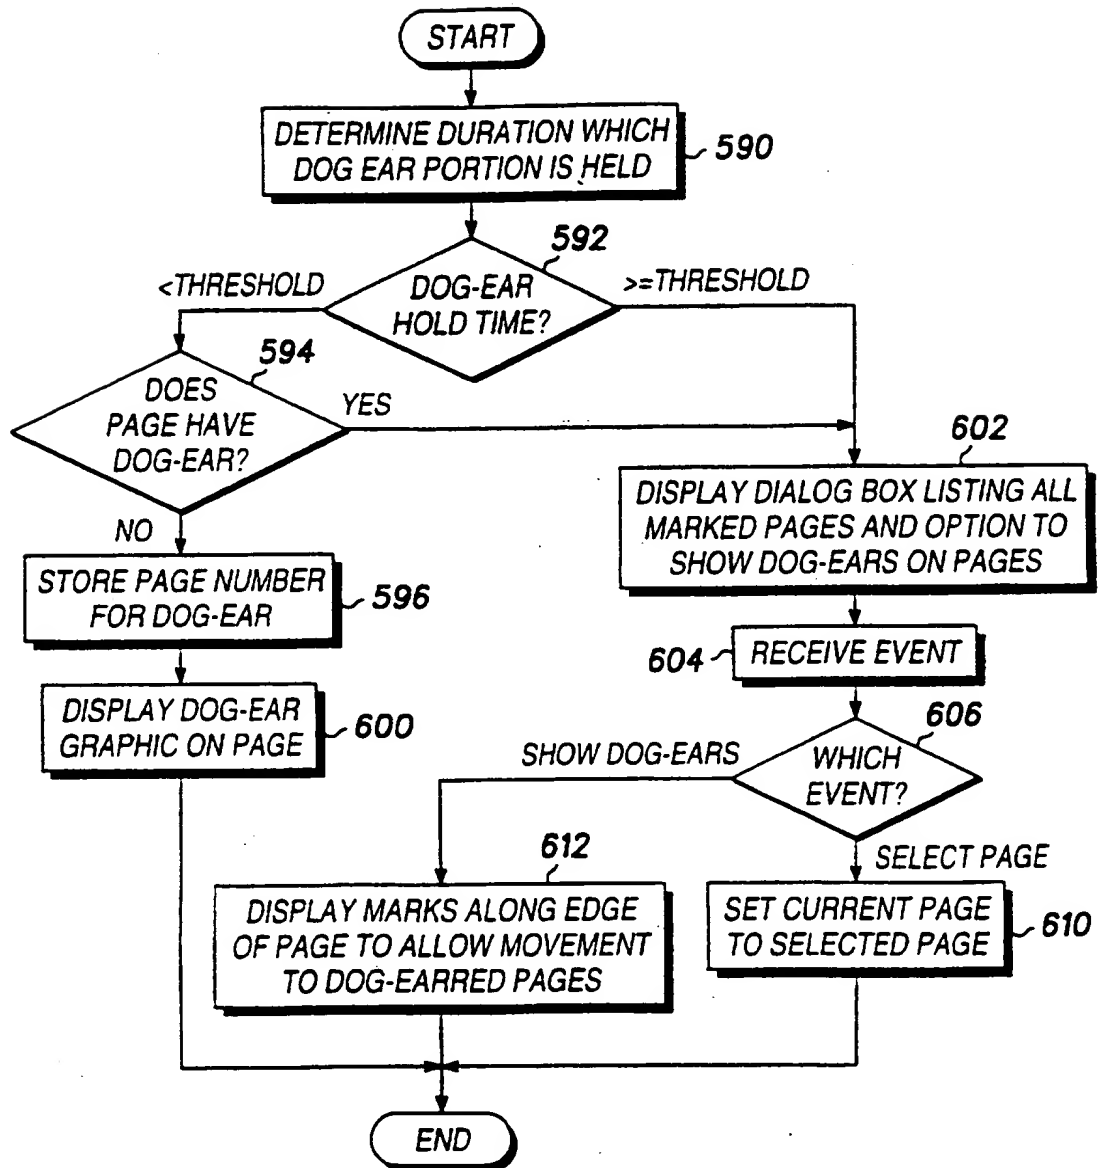 START
DETERMINE DURATION WHICH
DOG EAR PORTION IS HELD
590
592
<THRESHOLD
DOG-EAR
HOLD TIME?
>=THRESHOLD
594
DOES
PAGE HAVE
DOG-EAR?
YES
NO
602
DISPLAY DIALOG BOX LISTING ALL
MARKED PAGES AND OPTION TO
SHOW DOG-EARS ON PAGES
STORE PAGE NUMBER
FOR DOG-EAR
596
604
RECEIVE EVENT
DISPLAY DOG-EAR
GRAPHIC ON PAGE
600
606
SHOW DOG-EARS
WHICH
EVENT?
SELECT PAGE
612
DISPLAY MARKS ALONG EDGE
OF PAGE TO ALLOW MOVEMENT
TO DOG-EARRED PAGES
SET CURRENT PAGE
TO SELECTED PAGE
610
END